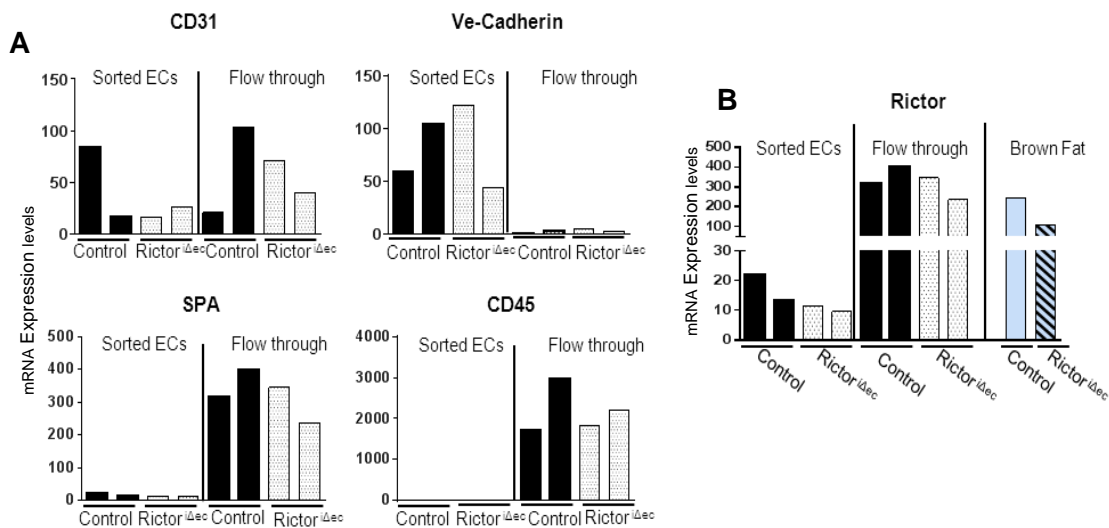 A
CD31
Sorted ECs Flow through
150
100
50
0
Control Rictor iΔec Control Rictor iΔec
Ve-Cadherin
Sorted ECs Flow through
150
100
50
0
Control Rictor iΔec Control Rictor iΔec
mRNA Expression levels
SPA
Sorted ECs Flow through
500
400
300
200
100
0
Control Rictor iΔec Control Rictor iΔec
CD45
Sorted ECs Flow through
4000
3000
2000
1000
0
Control Rictor iΔec Control Rictor iΔec
B
Rictor
Sorted ECs Flow through Brown Fat
mRNA Expression levels
500
400
300
200
100
30
20
10
0
Control Rictor iΔec Control Rictor iΔec Control Rictor iΔec